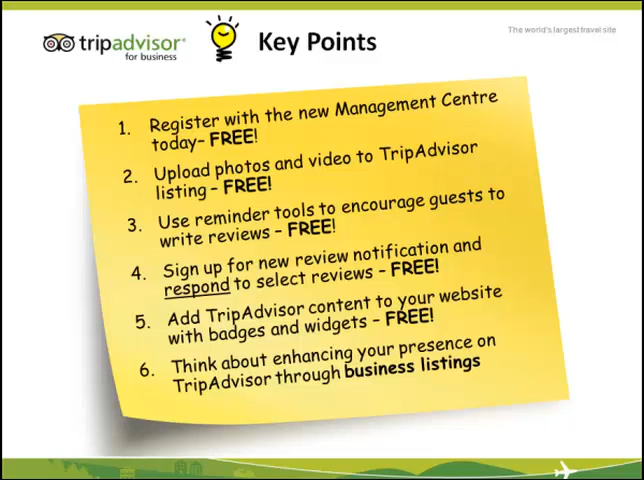 tripadvisor®
for business
Key Points
The world's largest travel site
1. Register with the new Management Centre
today– FREE!
2. Upload photos and video to TripAdvisor
listing – FREE!
3. Use reminder tools to encourage guests to
write reviews – FREE!
4. Sign up for new review notification and
respond to select reviews – FREE!
5. Add TripAdvisor content to your website
with badges and widgets – FREE!
6. Think about enhancing your presence on
TripAdvisor through business listings